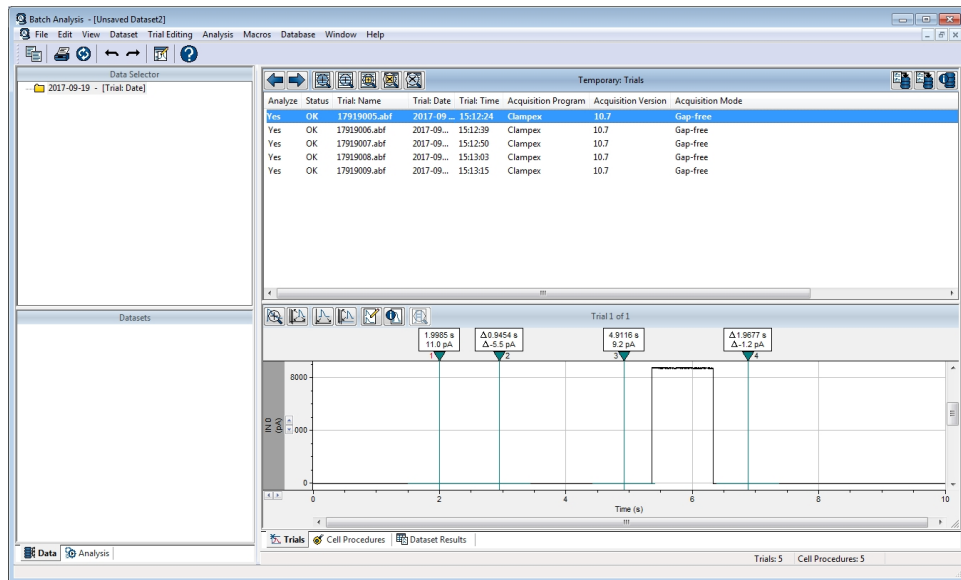 Batch Analysis - [Unsaved Dataset2]
File Edit View Dataset Trial Editing Analysis Macros Database Window Help
Data Selector
2017-09-19 - [Trial: Date]
Temporary: Trials
Analyze Status Trial: Name Trial: Date Trial: Time Acquisition Program Acquisition Version Acquisition Mode
Yes OK 17919005.abf 2017-09 ... 15:12:24 Clampex 10.7 Gap-free
Yes OK 17919006.abf 2017-09... 15:12:39 Clampex 10.7 Gap-free
Yes OK 17919007.abf 2017-09... 15:12:50 Clampex 10.7 Gap-free
Yes OK 17919008.abf 2017-09... 15:13:03 Clampex 10.7 Gap-free
Yes OK 17919009.abf 2017-09... 15:13:15 Clampex 10.7 Gap-free
Datasets
Trial 1 of 1
1.9985 s
11.0 pA
Δ0.9454 s
Δ-5.5 pA
4.9116 s
9.2 pA
Δ1.9677 s
Δ-1.2 pA
1 2 3 4
8000
000
0
IN 0
(pA)
0 2 4 6 8 10
Time (s)
Trials Cell Procedures Dataset Results
Data Analysis
Trials: 5 Cell Procedures: 5